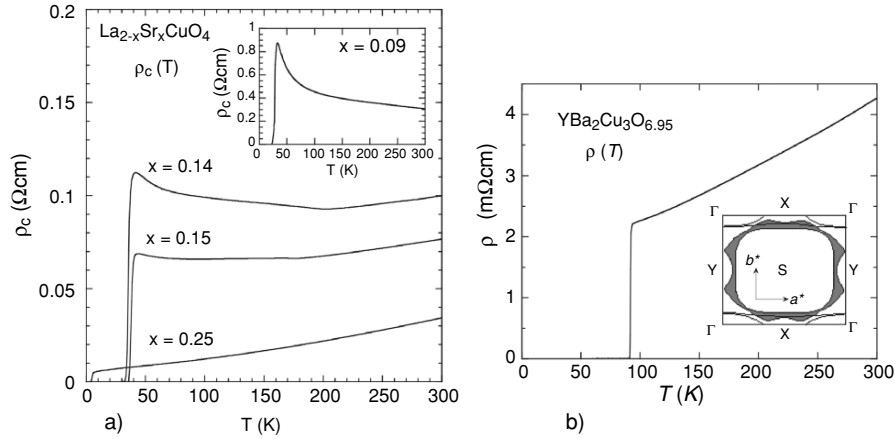 0.2
La2-xSrxCuO4
ρc (T)
0.15
0.1
0.05
0
ρc (Ωcm)
x = 0.14
x = 0.15
x = 0.25
0 50 100 150 200 250 300
T (K)
a)
1
0.8
0.6
0.4
0.2
0
ρc (Ωcm)
x = 0.09
0 50 100 150 200 250 300
T (K)
4
3
2
1
0
ρ (mΩcm)
YBa2Cu3O6.95
ρ (T)
Γ X Γ
Y b* S Y
a*
Γ X Γ
0 50 100 150 200 250 300
T (K)
b)